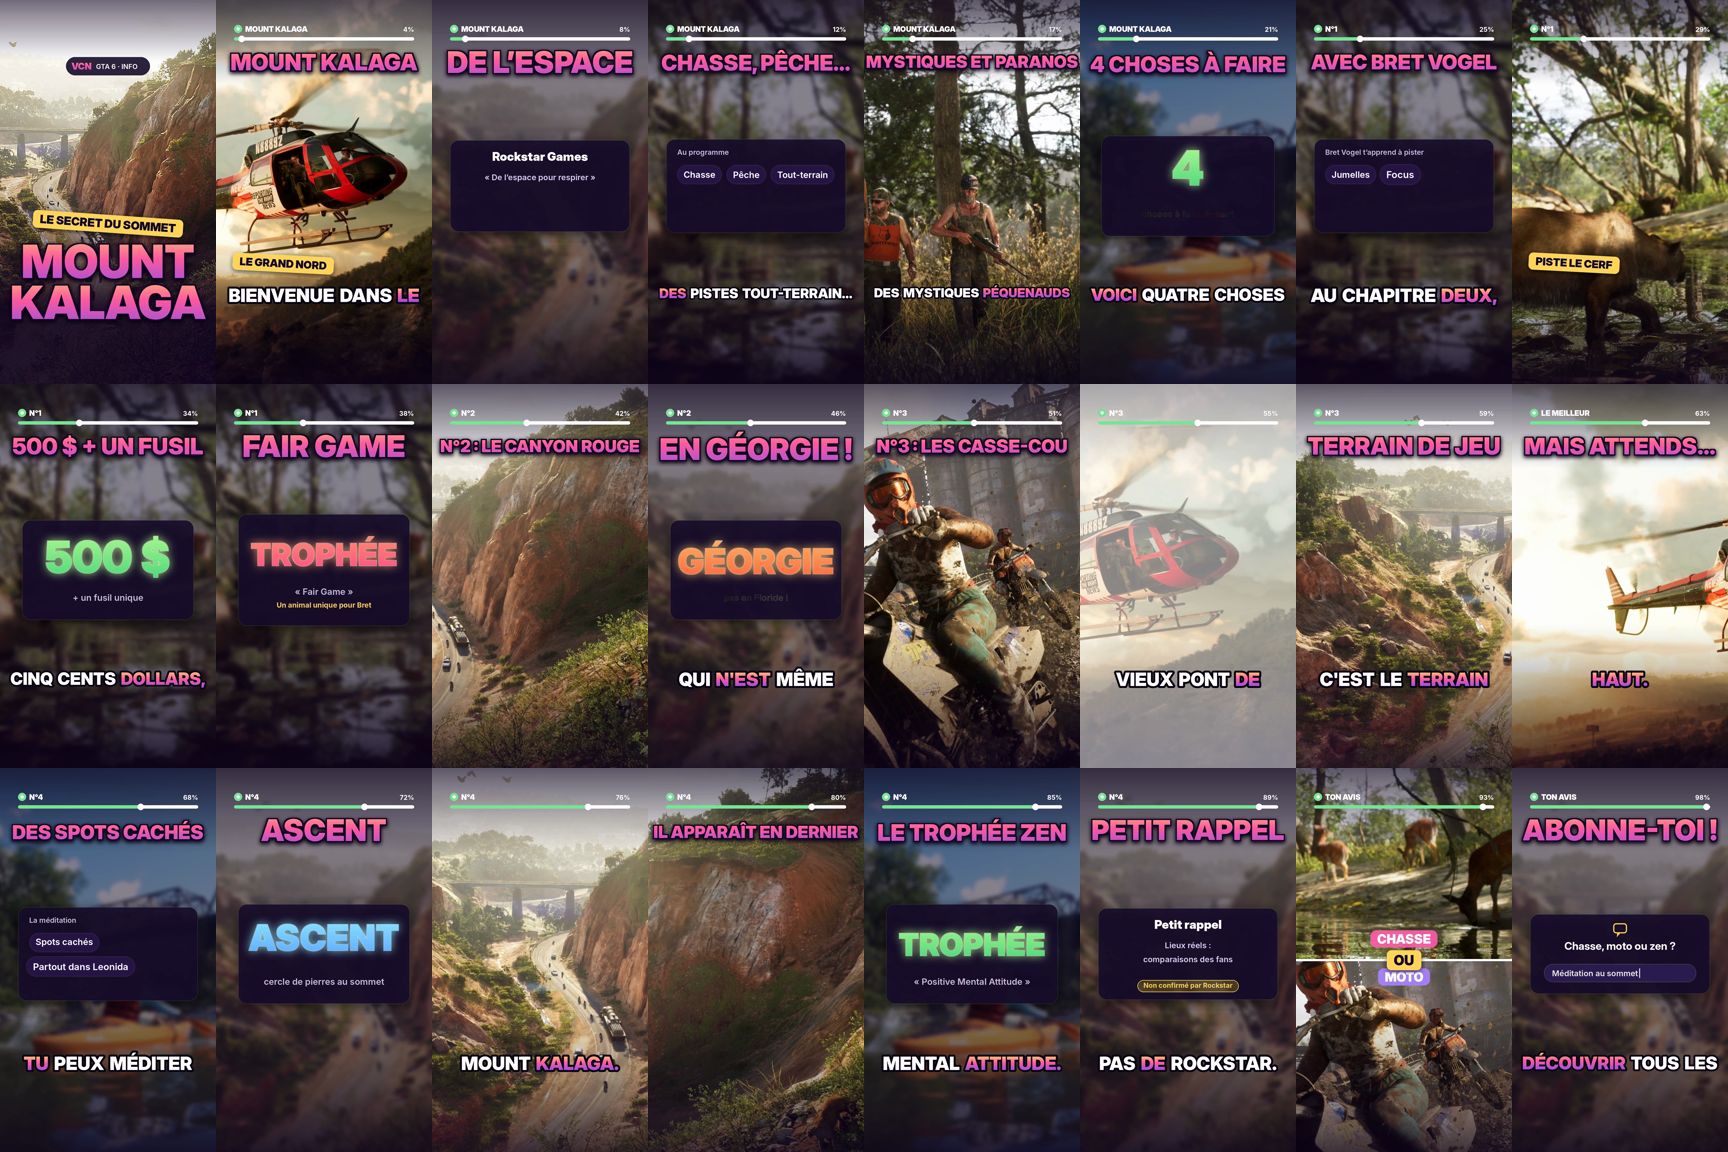 VCN GTA 6 · INFO
LE SECRET DU SOMMET
MOUNT
KALAGA
MOUNT KALAGA 4%
MOUNT KALAGA
N88892
LE GRAND NORD
BIENVENUE DANS LE
MOUNT KALAGA 8%
DE L'ESPACE
Rockstar Games
« De l'espace pour respirer »
MOUNT KALAGA 12%
CHASSE, PÊCHE...
Au programme
Chasse
Pêche
Tout-terrain
DES PISTES TOUT-TERRAIN...
MOUNT KALAGA 17%
MYSTIQUES ET PARANOS
DES MYSTIQUES PÉQUENAUDS
MOUNT KALAGA 21%
4 CHOSES À FAIRE
4
VOICI QUATRE CHOSES
N°1 25%
AVEC BRET VOGEL
Bret Vogel t'apprend à pister
Jumelles
Focus
AU CHAPITRE DEUX,
N°1 29%
PISTE LE CERF
N°1 34%
500 $ + UN FUSIL
500 $
+ un fusil unique
CINQ CENTS DOLLARS,
N°1 38%
FAIR GAME
TROPHÉE
« Fair Game »
Un animal unique pour Bret
N°2 42%
N°2 : LE CANYON ROUGE
N°2 46%
EN GÉORGIE !
GÉORGIE
pas en Floride !
QUI N'EST MÊME
N°3 51%
N°3 : LES CASSE-COU
N°3 55%
VIEUX PONT DE
N°3 59%
TERRAIN DE JEU
C'EST LE TERRAIN
LE MEILLEUR 63%
MAIS ATTENDS...
HAUT.
N°4 68%
DES SPOTS CACHÉS
La méditation
Spots cachés
Partout dans Leonida
TU PEUX MÉDITER
N°4 72%
ASCENT
ASCENT
cercle de pierres au sommet
N°4 76%
MOUNT KALAGA.
N°4 80%
IL APPARAÎT EN DERNIER
N°4 85%
LE TROPHÉE ZEN
TROPHÉE
« Positive Mental Attitude »
MENTAL ATTITUDE.
N°4 89%
PETIT RAPPEL
Petit rappel
Lieux réels :
comparaisons des fans
Non confirmé par Rockstar
PAS DE ROCKSTAR.
TON AVIS 93%
CHASSE
OU
MOTO
TON AVIS 98%
ABONNE-TOI !
Chasse, moto ou zen ?
Méditation au sommet
DÉCOUVRIR TOUS LES